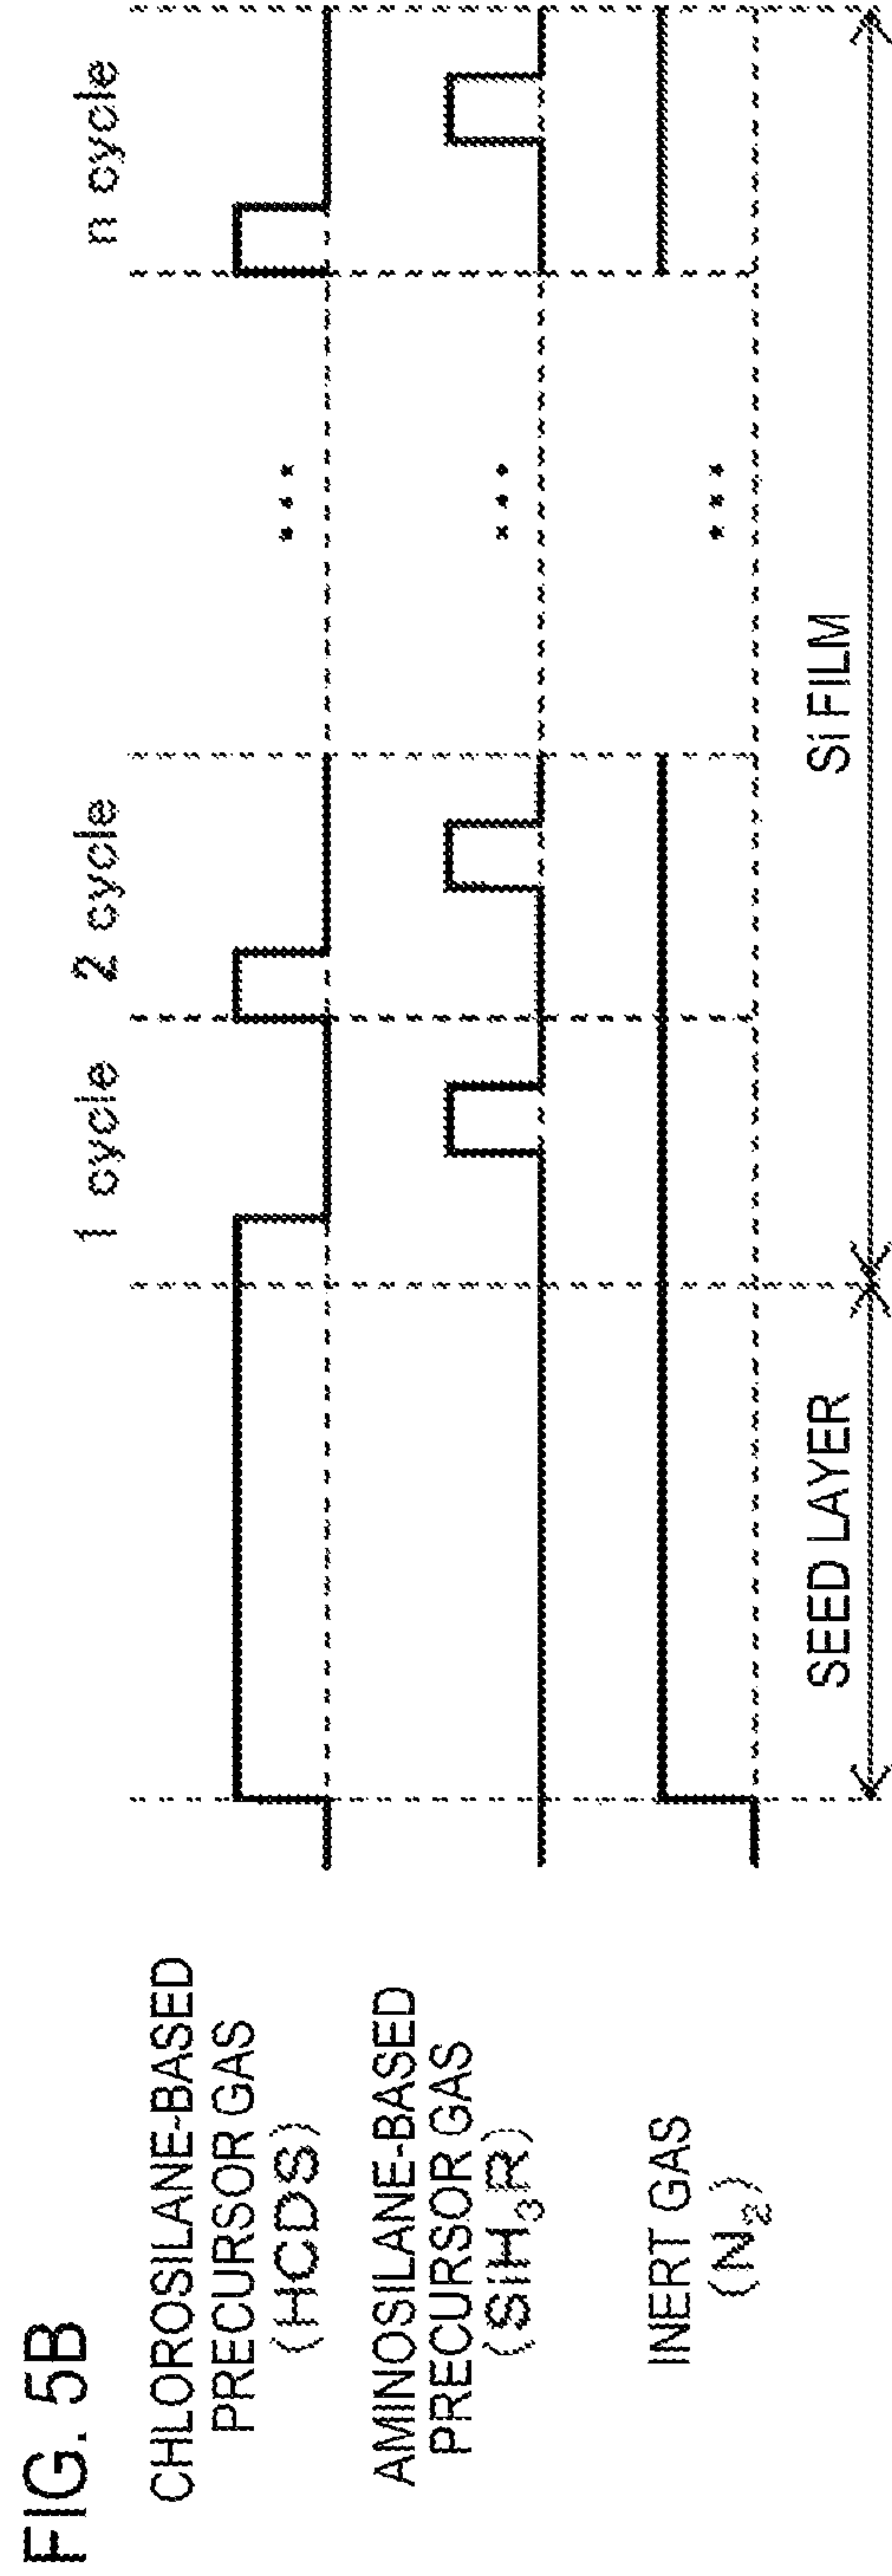 FIG. 5B
1 cycle
2 cycle
n cycle
CHLOROSILANE-BASED
PRECURSOR GAS
(HCDS)
AMINOSILANE-BASED
PRECURSOR GAS
(SiH₃R)
INERT GAS
(N₂)
SEED LAYER
Si FILM